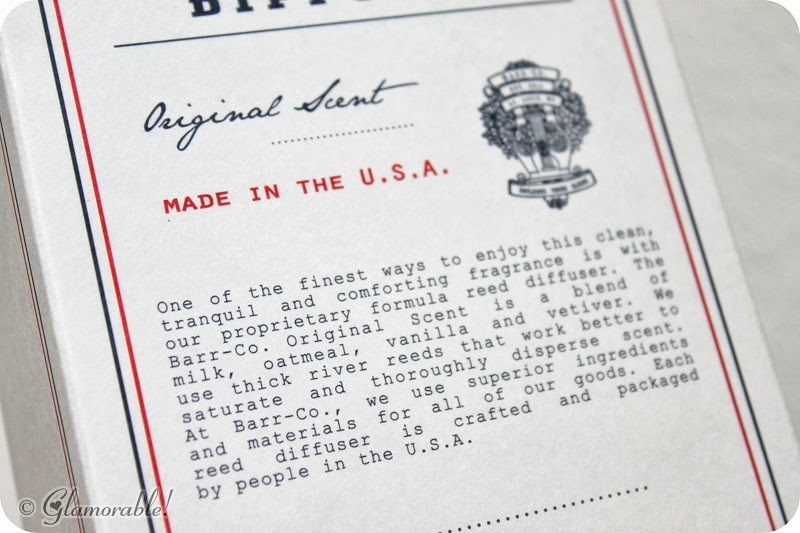 Original Scent
MADE IN THE U.S.A.
One of the finest ways to enjoy this clean,
tranquil and comforting fragrance is with
our proprietary formula reed diffuser. The
Barr-Co. Original Scent is a blend of
milk, oatmeal, vanilla and vetiver. We
use thick river reeds that work better to
saturate and thoroughly disperse scent.
At Barr-Co., we use superior ingredients
and materials for all of our goods. Each
reed diffuser is crafted and packaged
by people in the U.S.A.
© Glamorable!